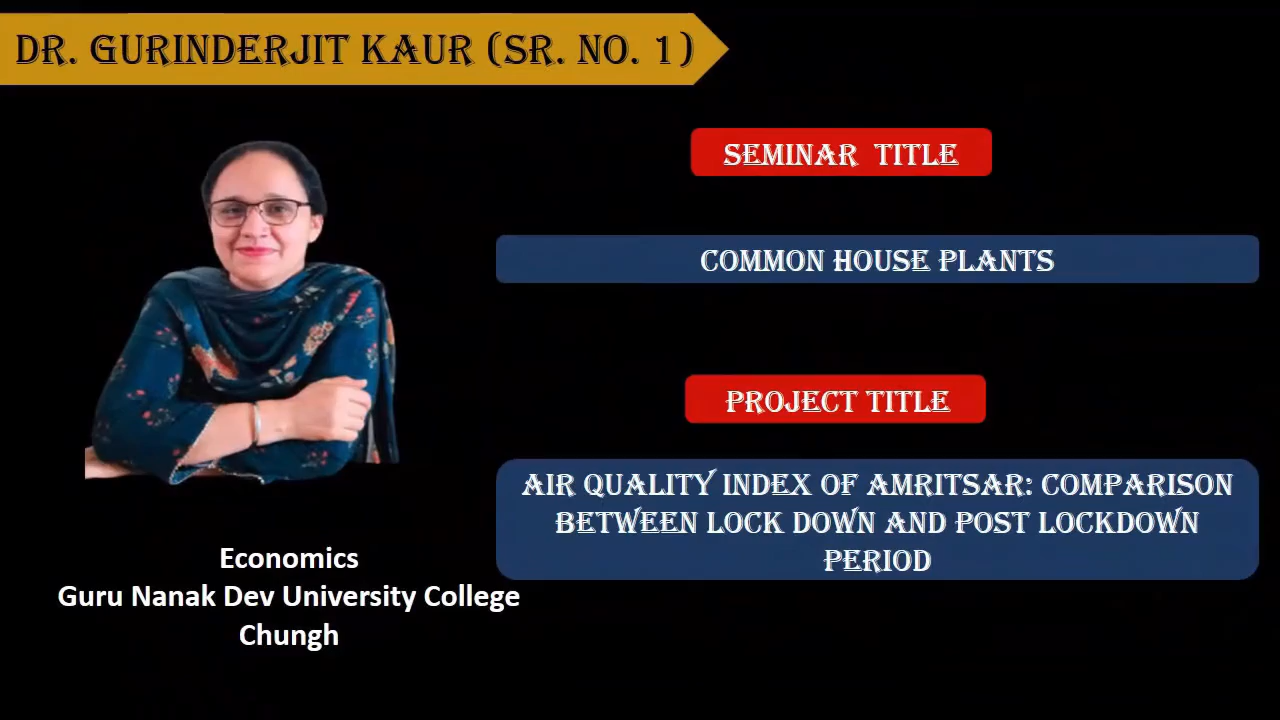 DR. GURINDERJIT KAUR (SR. NO. 1)
SEMINAR TITLE
COMMON HOUSE PLANTS
PROJECT TITLE
AIR QUALITY INDEX OF AMRITSAR: COMPARISON
BETWEEN LOCK DOWN AND POST LOCKDOWN
PERIOD
Economics
Guru Nanak Dev University College
Chungh